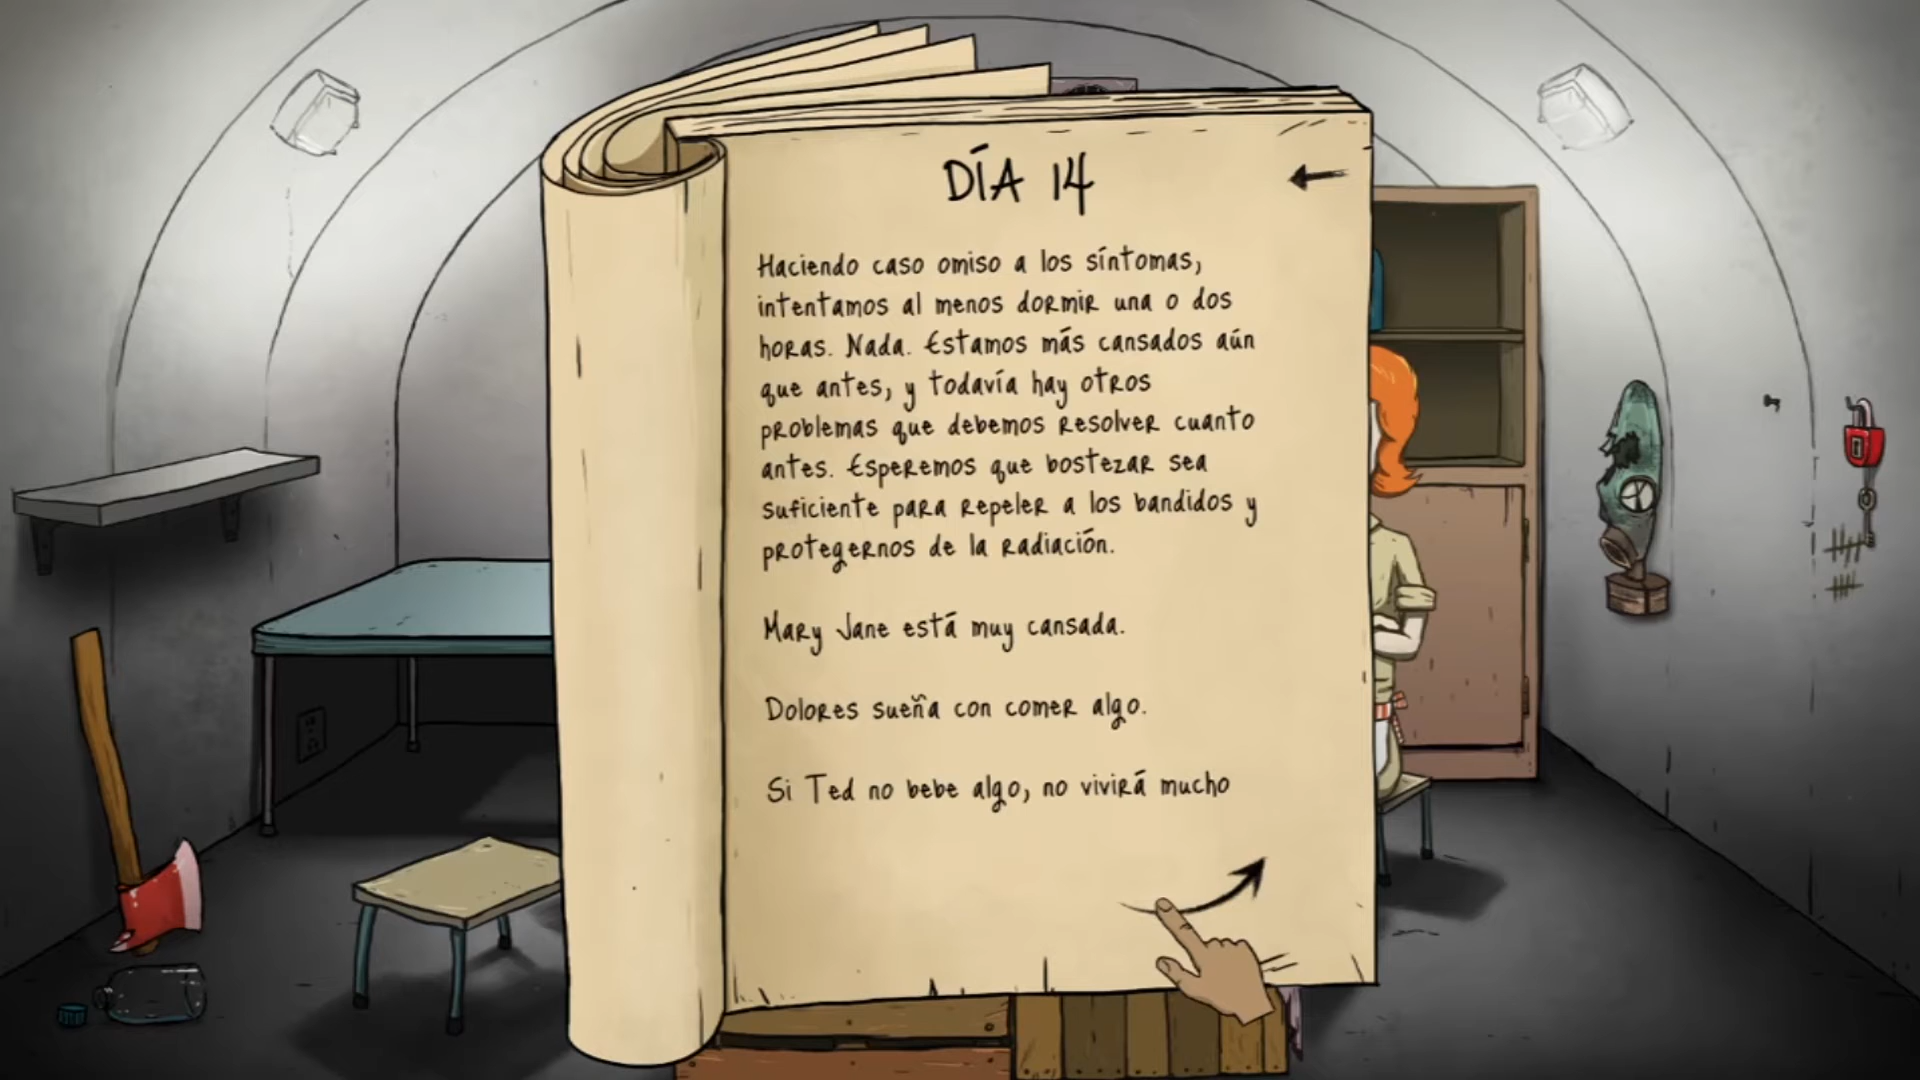 DÍA 14
Haciendo caso omiso a los síntomas,
intentamos al menos dormir una o dos
horas. Nada. Estamos más cansados aún
que antes, y todavía hay otros
problemas que debemos resolver cuanto
antes. Esperemos que bostezar sea
suficiente para repeler a los bandidos y
protegernos de la radiación.
Mary Jane está muy cansada.
Dolores sueña con comer algo.
Si Ted no bebe algo, no vivirá mucho